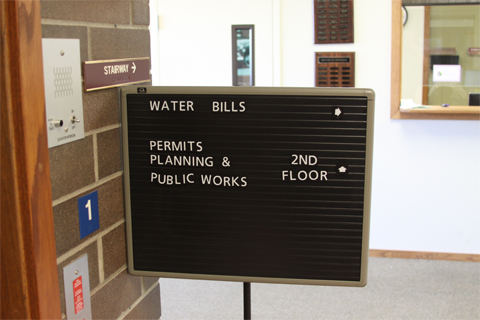 STAIRWAY →
WATER BILLS →
PERMITS
PLANNING & 2ND ↑
PUBLIC WORKS FLOOR
1